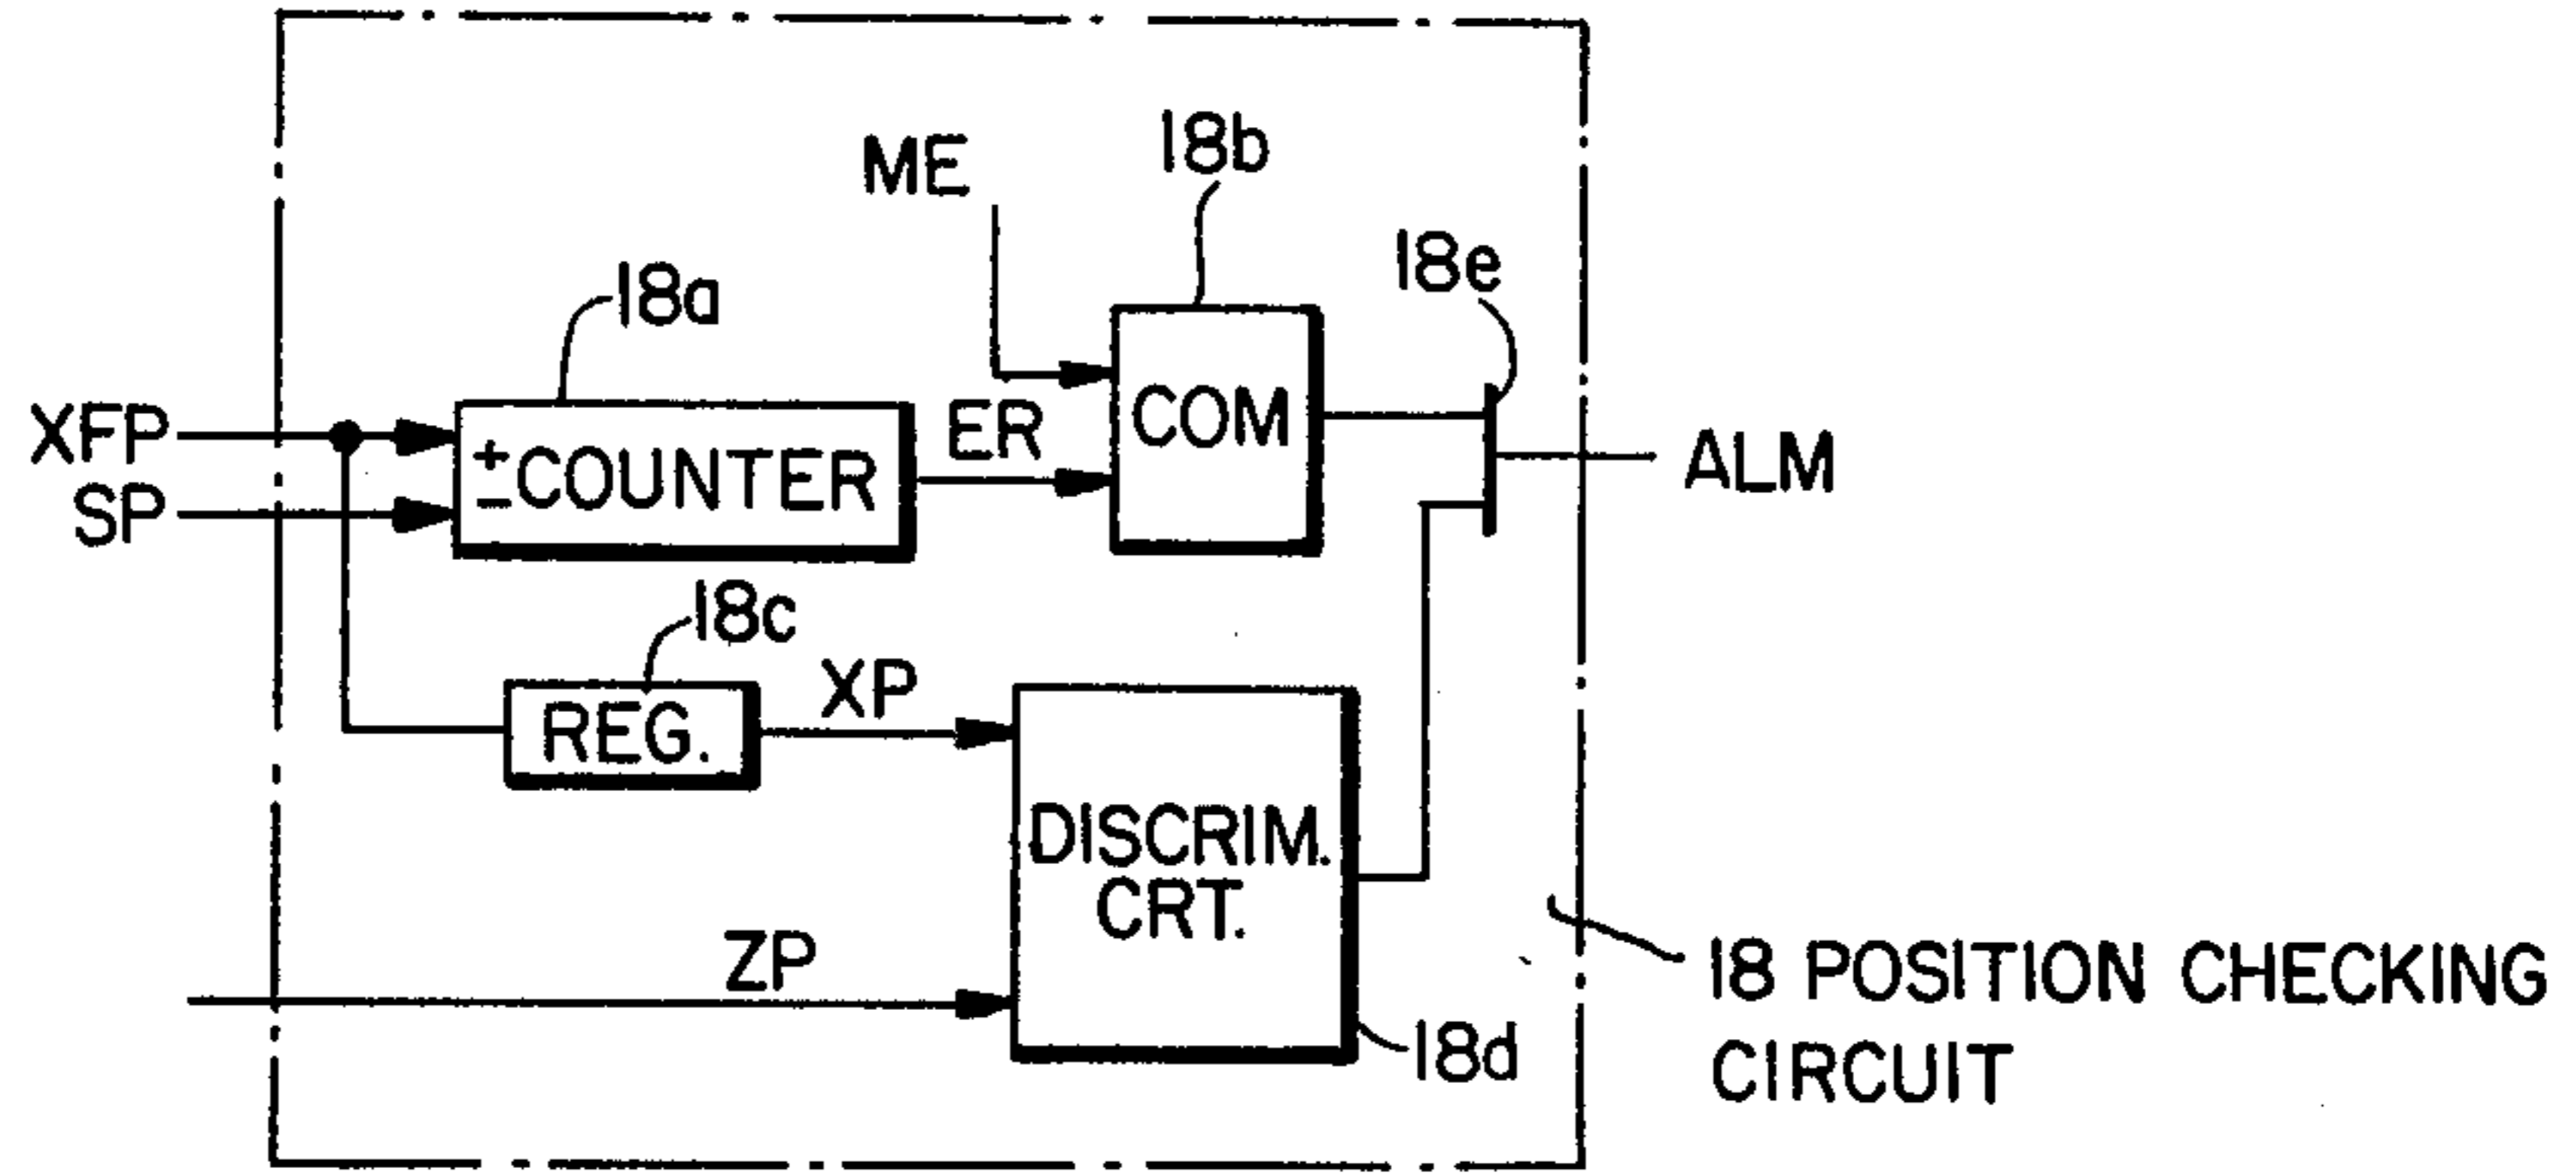 ME
18b
18e
18a
XFP
SP
+
- COUNTER
ER
COM
ALM
18c
REG.
XP
DISCRIM.
CRT.
ZP
18d
18 POSITION CHECKING
CIRCUIT